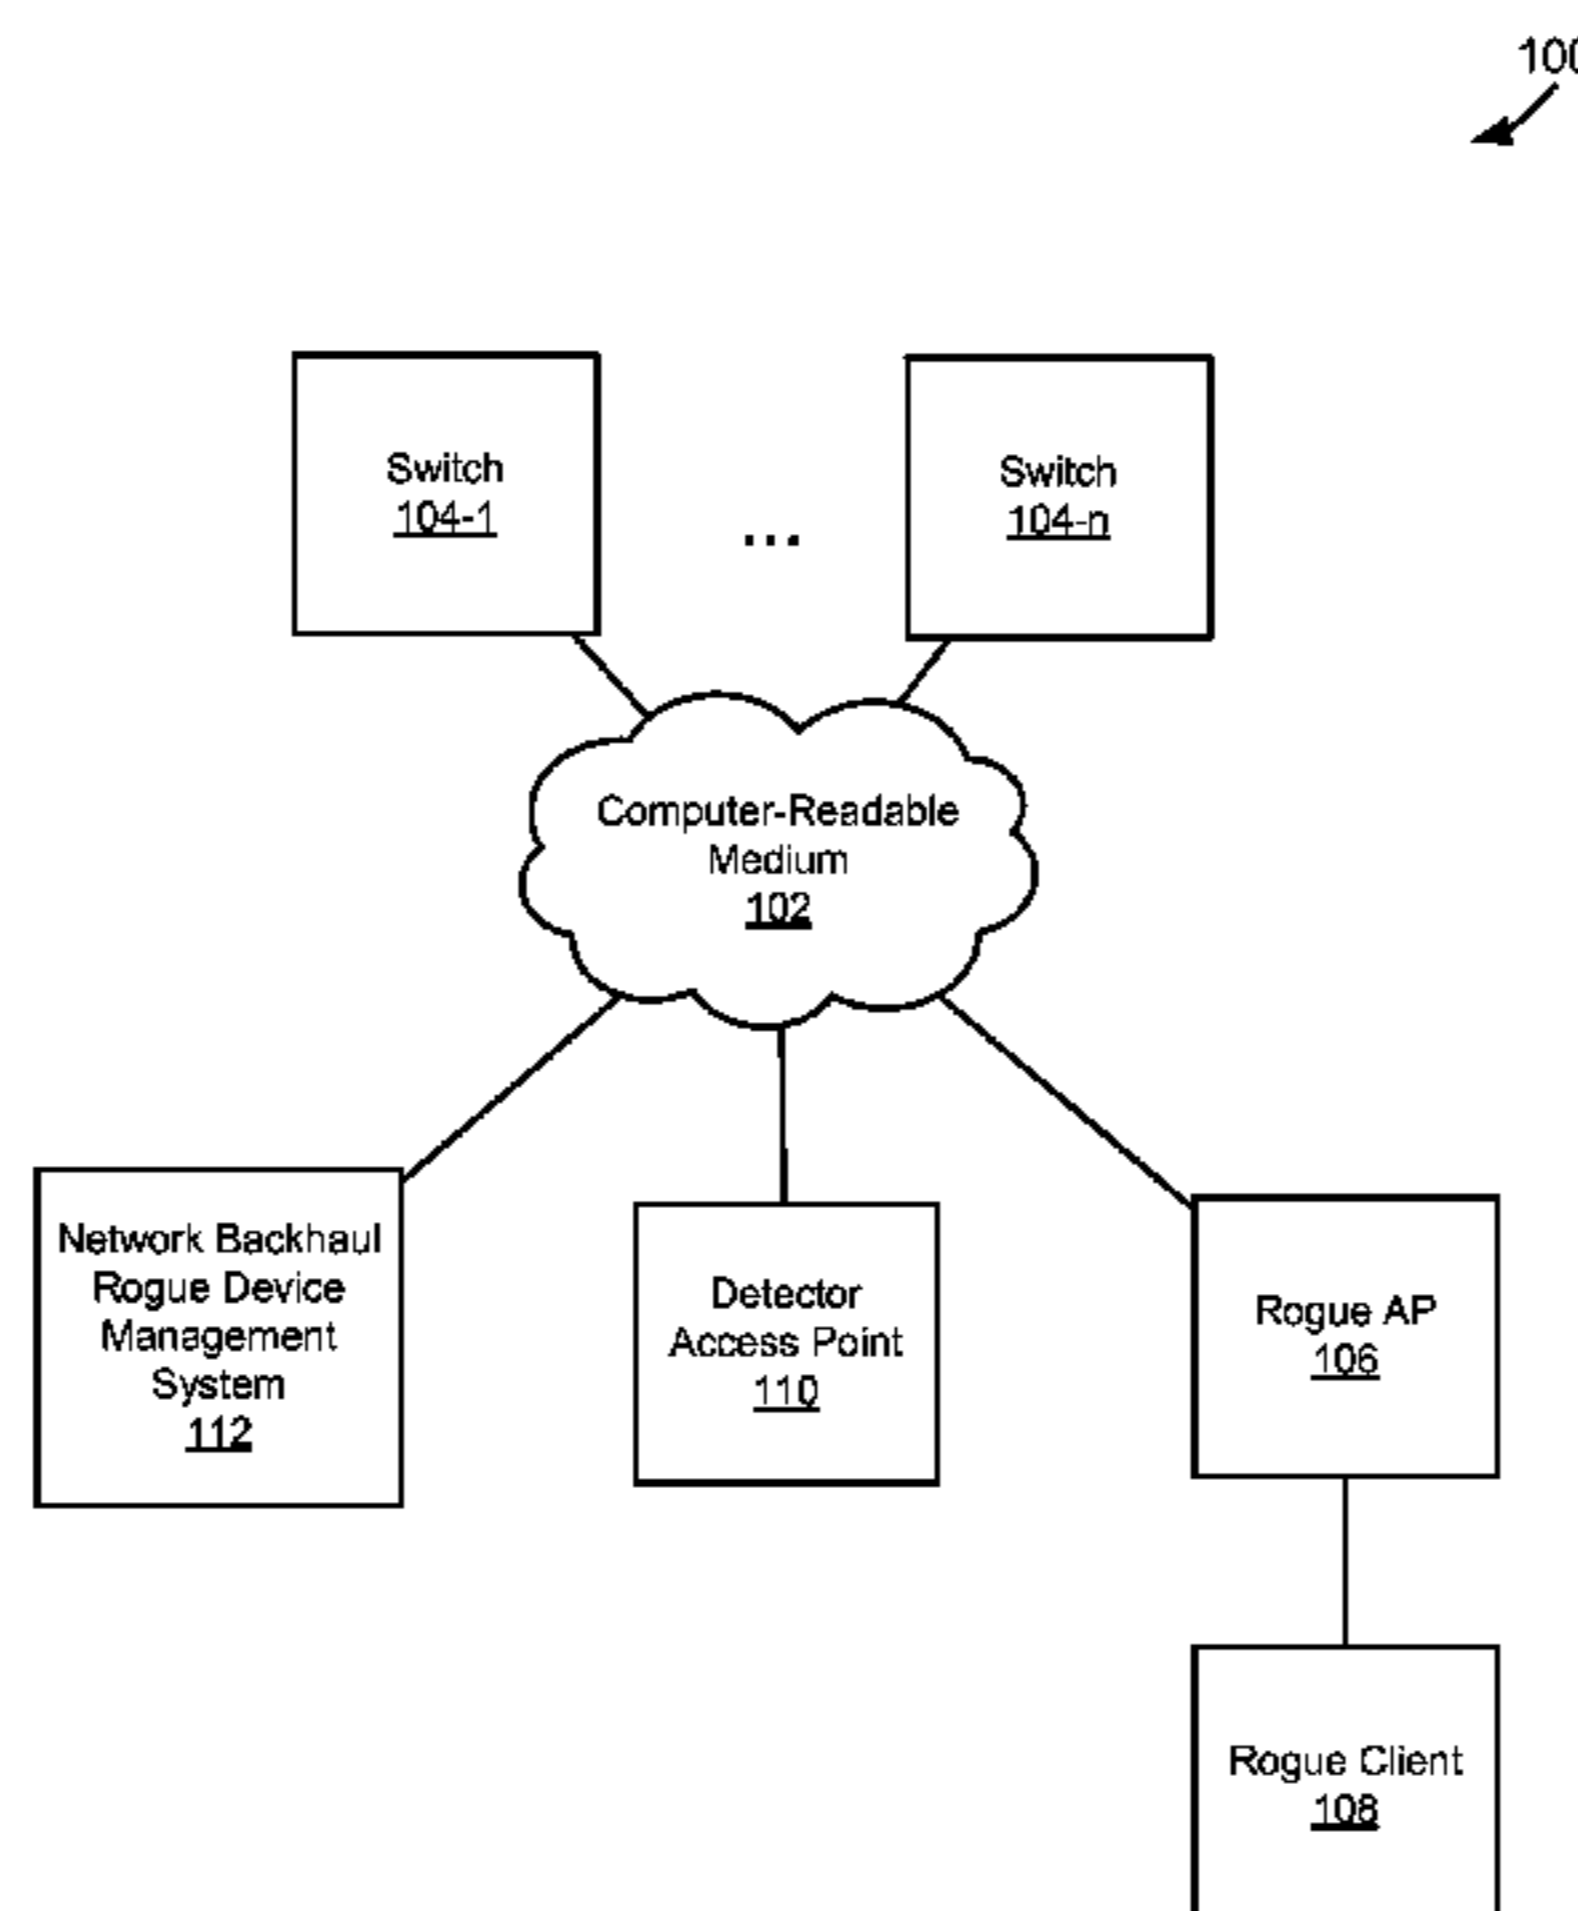 100
Switch
104-1
...
Switch
104-n
Computer-Readable
Medium
102
Network Backhaul
Rogue Device
Management
System
112
Detector
Access Point
110
Rogue AP
106
Rogue Client
108